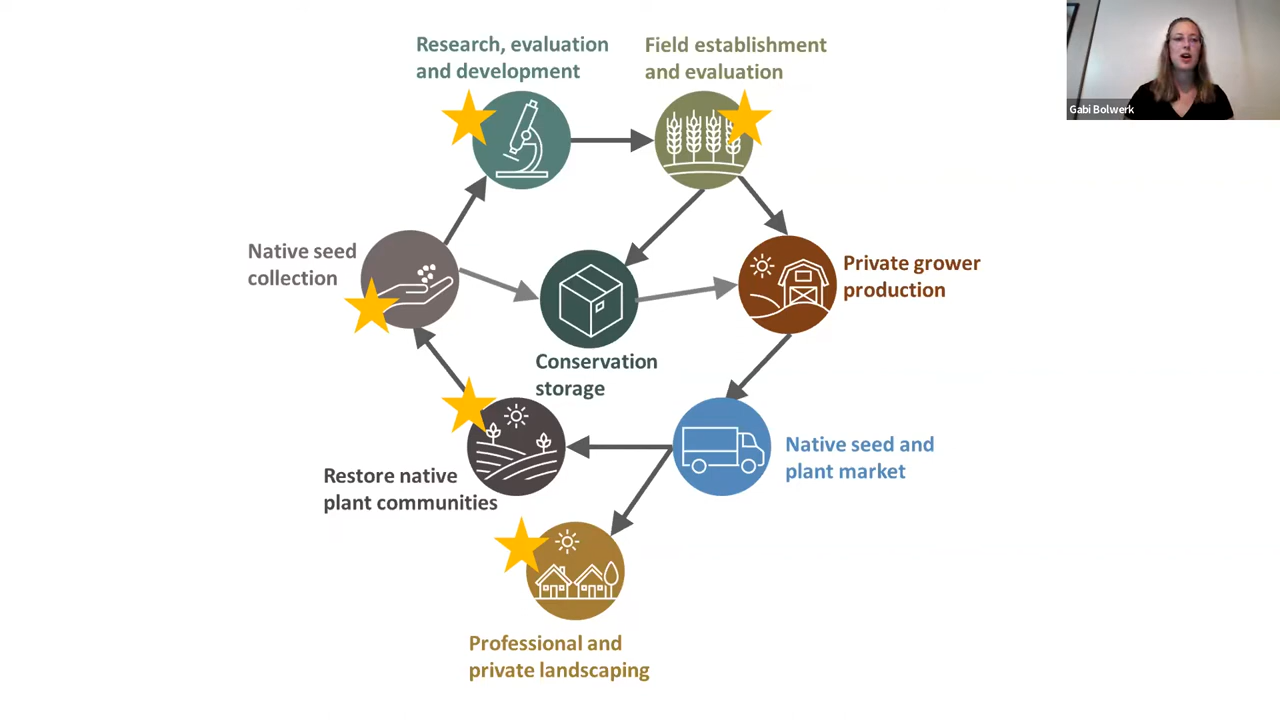 Research, evaluation
and development
Field establishment
and evaluation
Gabi Bolwerk
Native seed
collection
Private grower
production
Conservation
storage
Native seed and
plant market
Restore native
plant communities
Professional and
private landscaping